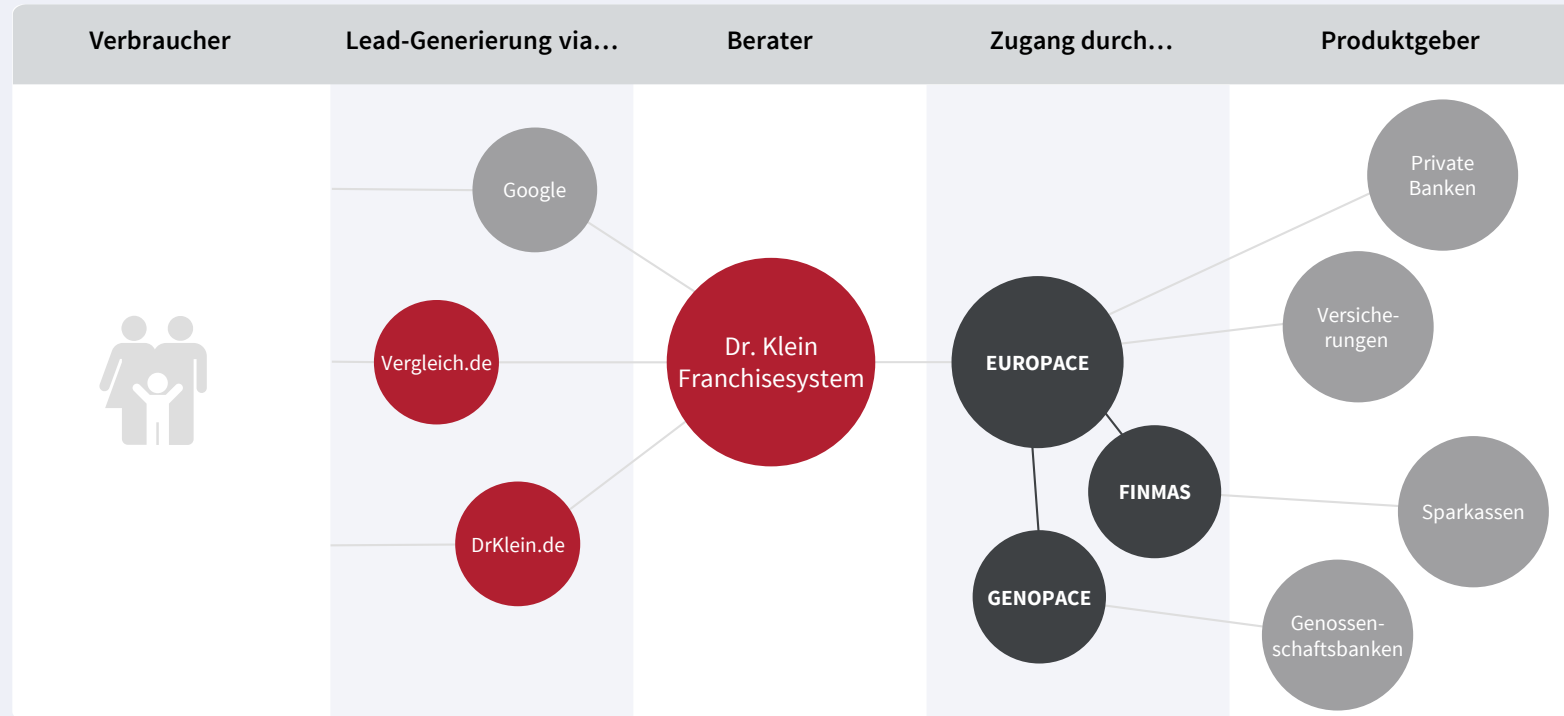 Verbraucher
Lead-Generierung via…
Berater
Zugang durch…
Produktgeber
Google
Vergleich.de
DrKlein.de
Dr. Klein
Franchisesystem
EUROPACE
FINMAS
GENOPACE
Private
Banken
Versiche-
rungen
Sparkassen
Genossen-
schaftsbanken